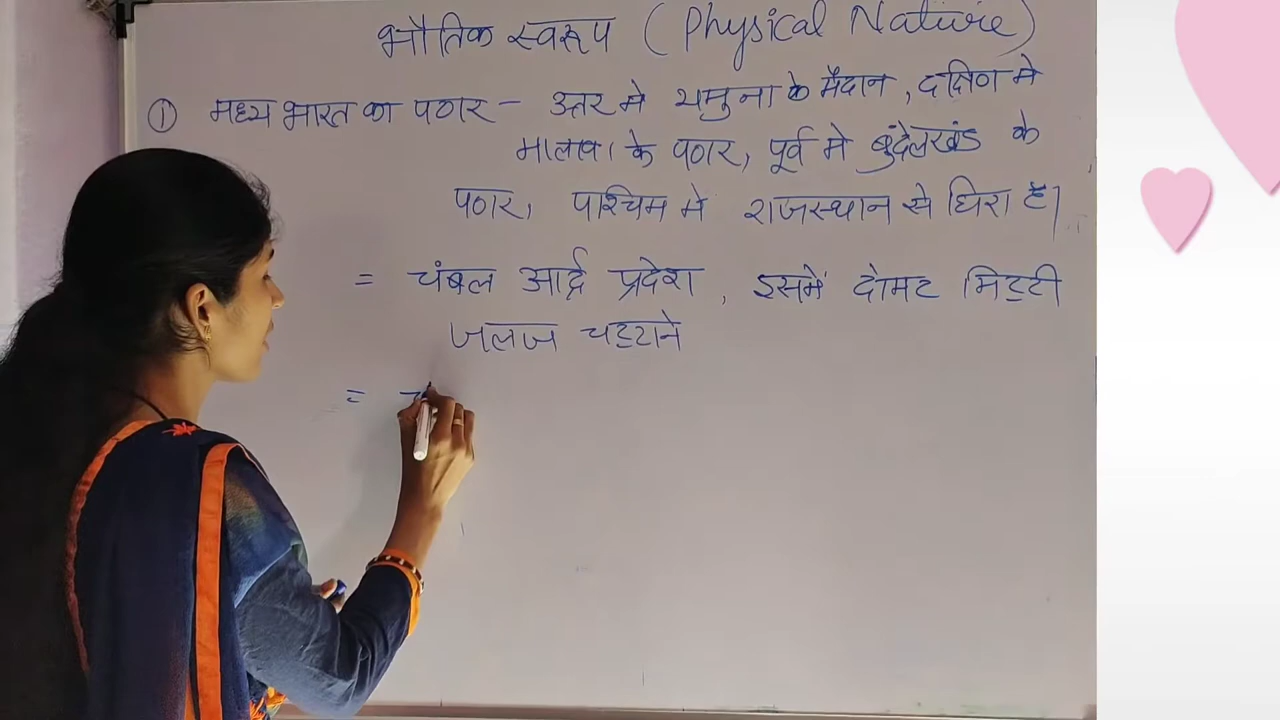 भौतिक स्वरूप ( Physical Nature )
① मध्य भारत का पठार - उत्तर मे यमुना के मैदान, दक्षिण मे
मालवा के पठार, पूर्व मे बुंदेलखंड के
पठार, पश्चिम मे राजस्थान से घिरा है।
= चंबल आर्द्र प्रदेश, इसमें दोमट मिट्टी
जलज चट्टाने
=